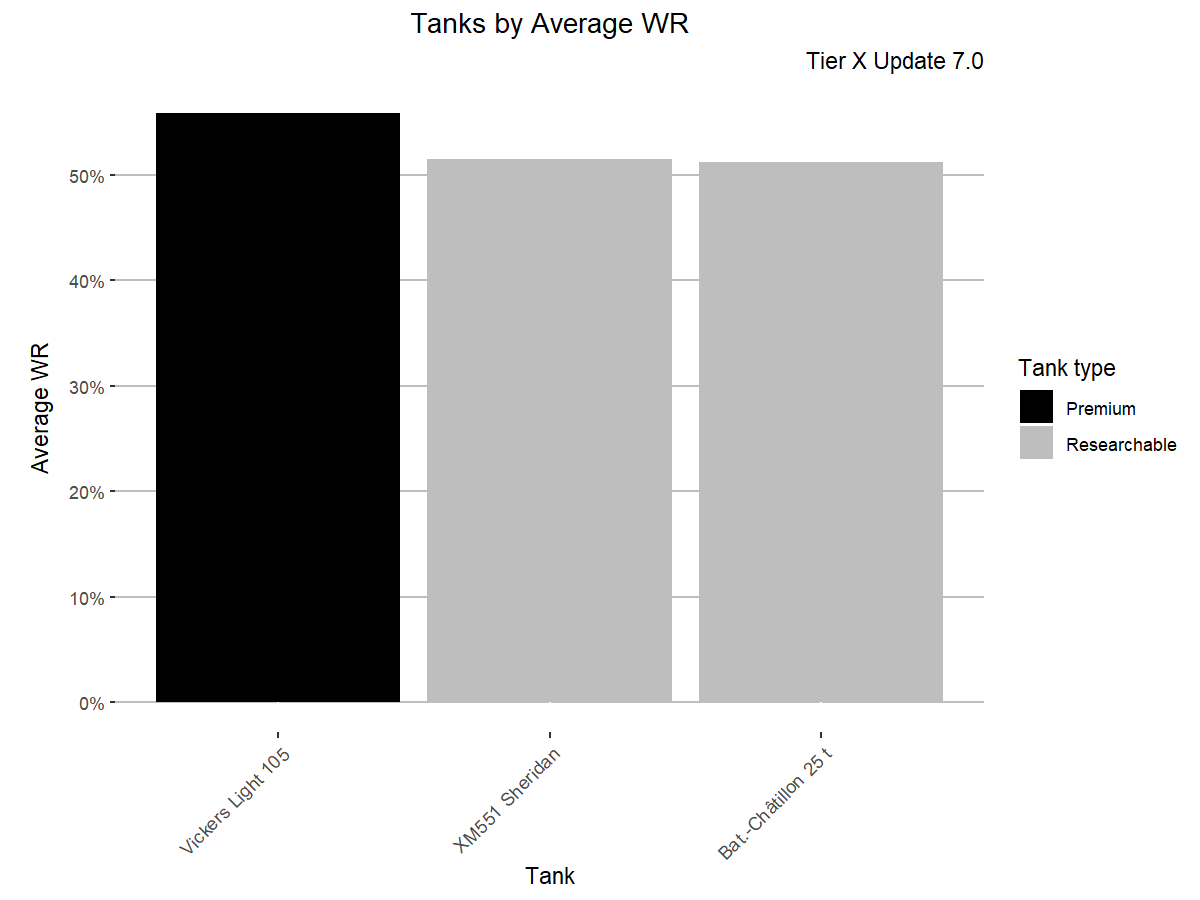 Tanks by Average WR
Tier X Update 7.0
Average WR
50%
40%
30%
20%
10%
0%
Vickers Light 105
XM551 Sheridan
Bat.-Châtillon 25 t
Tank
Tank type
Premium
Researchable